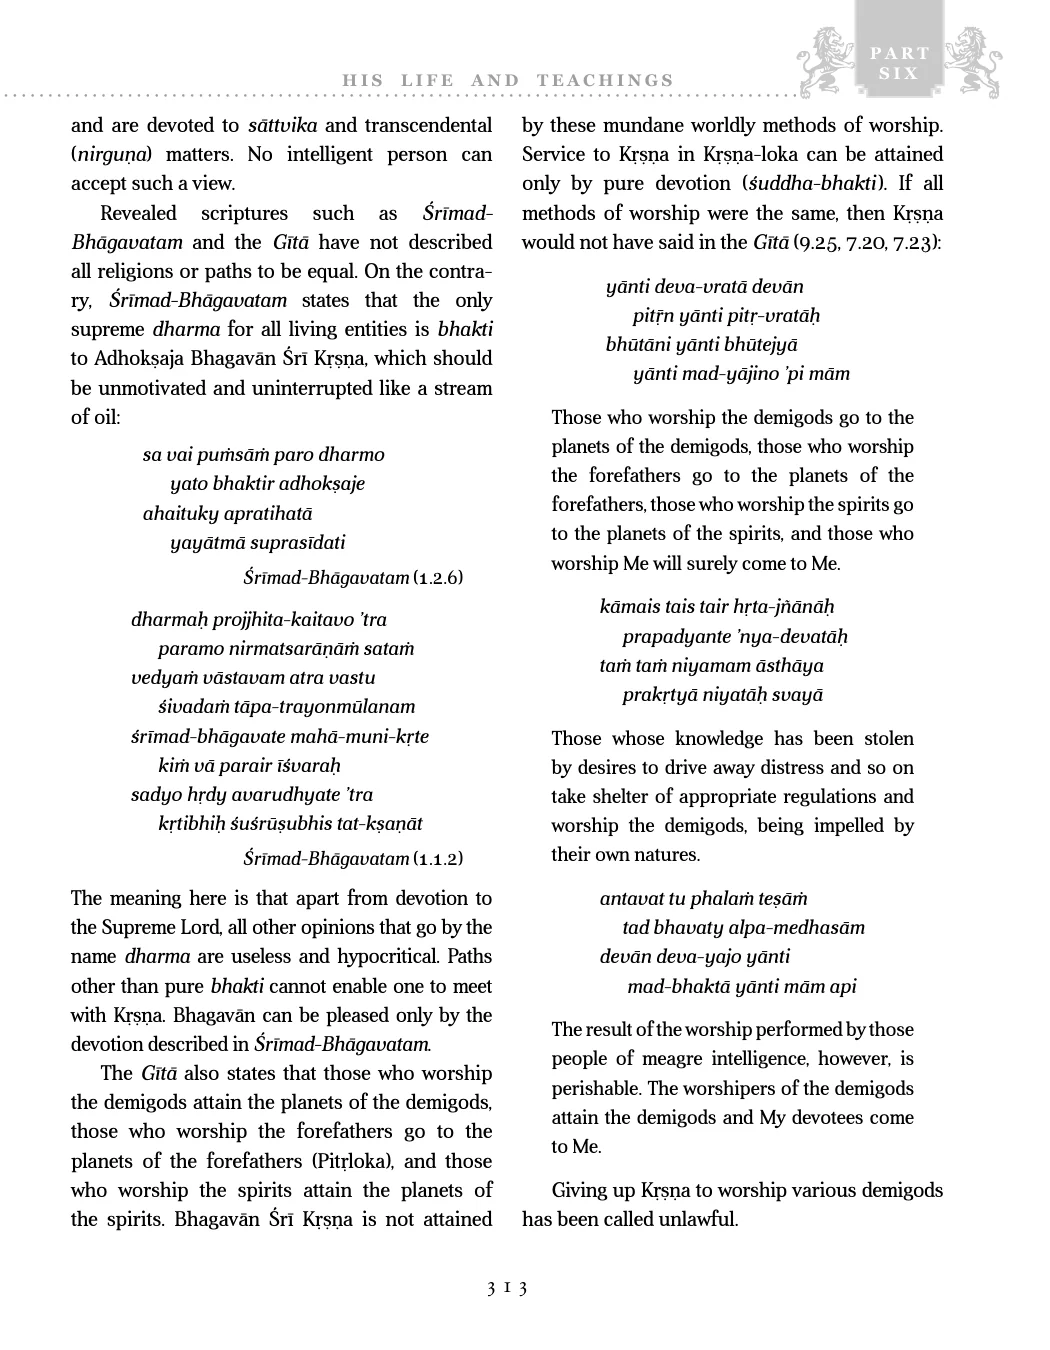 PART
SIX
HIS LIFE AND TEACHINGS
and are devoted to sāttvika and transcendental
(nirguṇa) matters. No intelligent person can
accept such a view.
Revealed scriptures such as Śrīmad-
Bhāgavatam and the Gītā have not described
all religions or paths to be equal. On the contra-
ry, Śrīmad-Bhāgavatam states that the only
supreme dharma for all living entities is bhakti
to Adhokṣaja Bhagavān Śrī Kṛṣṇa, which should
be unmotivated and uninterrupted like a stream
of oil:
sa vai puṁsāṁ paro dharmo
yato bhaktir adhokṣaje
ahaituky apratihatā
yayātmā suprasīdati
Śrīmad-Bhāgavatam (1.2.6)
dharmaḥ projjhita-kaitavo ’tra
paramo nirmatsarāṇāṁ sataṁ
vedyaṁ vāstavam atra vastu
śivadaṁ tāpa-trayonmūlanam
śrīmad-bhāgavate mahā-muni-kṛte
kiṁ vā parair īśvaraḥ
sadyo hṛdy avarudhyate ’tra
kṛtibhiḥ śuśrūṣubhis tat-kṣaṇāt
Śrīmad-Bhāgavatam (1.1.2)
The meaning here is that apart from devotion to
the Supreme Lord, all other opinions that go by the
name dharma are useless and hypocritical. Paths
other than pure bhakti cannot enable one to meet
with Kṛṣṇa. Bhagavān can be pleased only by the
devotion described in Śrīmad-Bhāgavatam.
The Gītā also states that those who worship
the demigods attain the planets of the demigods,
those who worship the forefathers go to the
planets of the forefathers (Pitṛloka), and those
who worship the spirits attain the planets of
the spirits. Bhagavān Śrī Kṛṣṇa is not attained
by these mundane worldly methods of worship.
Service to Kṛṣṇa in Kṛṣṇa-loka can be attained
only by pure devotion (śuddha-bhakti). If all
methods of worship were the same, then Kṛṣṇa
would not have said in the Gītā (9.25, 7.20, 7.23):
yānti deva-vratā devān
pitṝn yānti pitṛ-vratāḥ
bhūtāni yānti bhūtejyā
yānti mad-yājino ’pi mām
Those who worship the demigods go to the
planets of the demigods, those who worship
the forefathers go to the planets of the
forefathers, those who worship the spirits go
to the planets of the spirits, and those who
worship Me will surely come to Me.
kāmais tais tair hṛta-jñānāḥ
prapadyante ’nya-devatāḥ
taṁ taṁ niyamam āsthāya
prakṛtyā niyatāḥ svayā
Those whose knowledge has been stolen
by desires to drive away distress and so on
take shelter of appropriate regulations and
worship the demigods, being impelled by
their own natures.
antavat tu phalaṁ teṣāṁ
tad bhavaty alpa-medhasām
devān deva-yajo yānti
mad-bhaktā yānti mām api
The result of the worship performed by those
people of meagre intelligence, however, is
perishable. The worshipers of the demigods
attain the demigods and My devotees come
to Me.
Giving up Kṛṣṇa to worship various demigods
has been called unlawful.
313